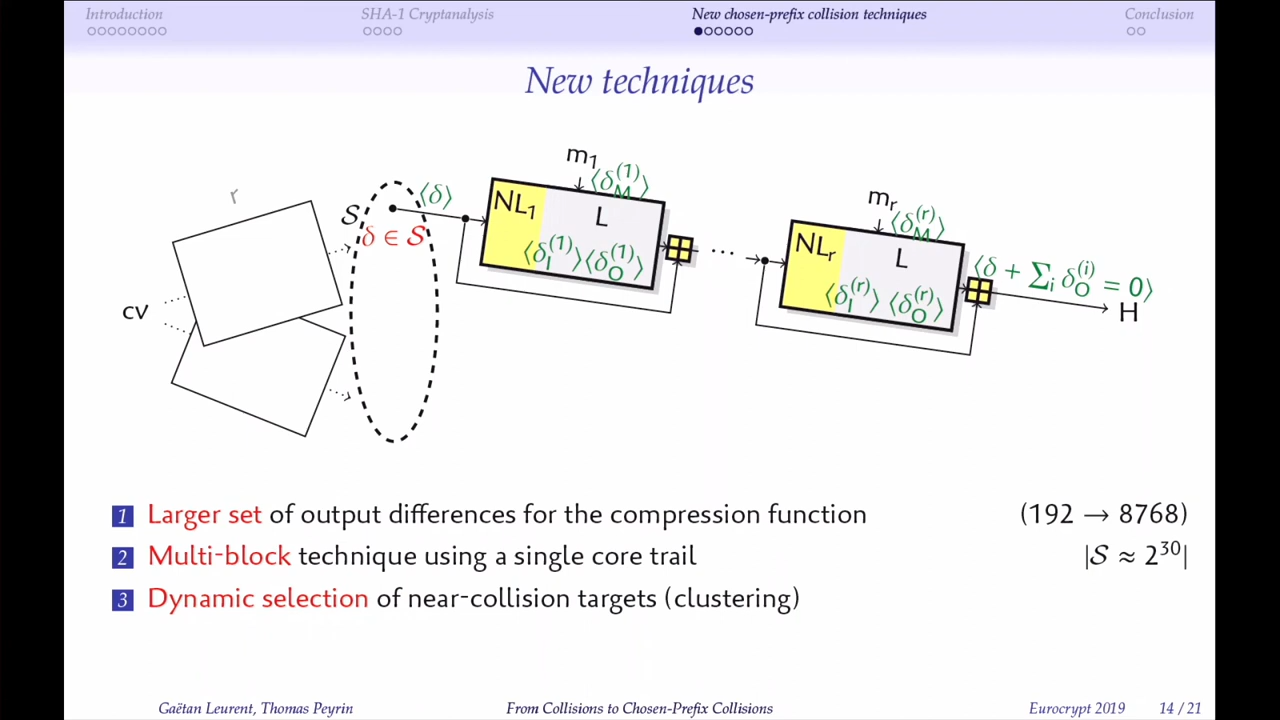 Introduction
SHA-1 Cryptanalysis
New chosen-prefix collision techniques
Conclusion
New techniques
r
cv
𝒮
δ ∈ 𝒮
⟨δ⟩
m₁
⟨δ_M^(1)⟩
NL₁
L
⟨δ_I^(1)⟩⟨δ_O^(1)⟩
...
m_r
⟨δ_M^(r)⟩
NL_r
L
⟨δ_I^(r)⟩ ⟨δ_O^(r)⟩
⟨δ + ∑_i δ_O^(i) = 0⟩
H
1 Larger set of output differences for the compression function (192 → 8768)
2 Multi-block technique using a single core trail |𝒮 ≈ 2^30|
3 Dynamic selection of near-collision targets (clustering)
Gaëtan Leurent, Thomas Peyrin
From Collisions to Chosen-Prefix Collisions
Eurocrypt 2019 14 / 21